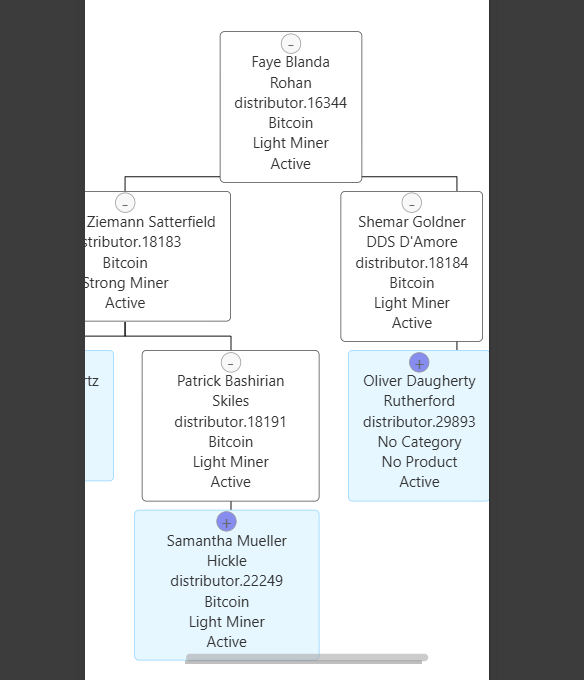 Faye Blanda
Rohan
distributor.16344
Bitcoin
Light Miner
Active
Ziemann Satterfield
stributor.18183
Bitcoin
Strong Miner
Active
Shemar Goldner
DDS D'Amore
distributor.18184
Bitcoin
Light Miner
Active
rtz
Patrick Bashirian
Skiles
distributor.18191
Bitcoin
Light Miner
Active
Oliver Daugherty
Rutherford
distributor.29893
No Category
No Product
Active
Samantha Mueller
Hickle
distributor.22249
Bitcoin
Light Miner
Active